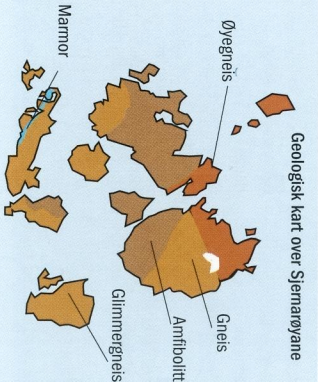 Geologisk kart over Sjernarøyane
Øyegneis
Marmor
Gneis
Amfibolitt
Glimmergneis